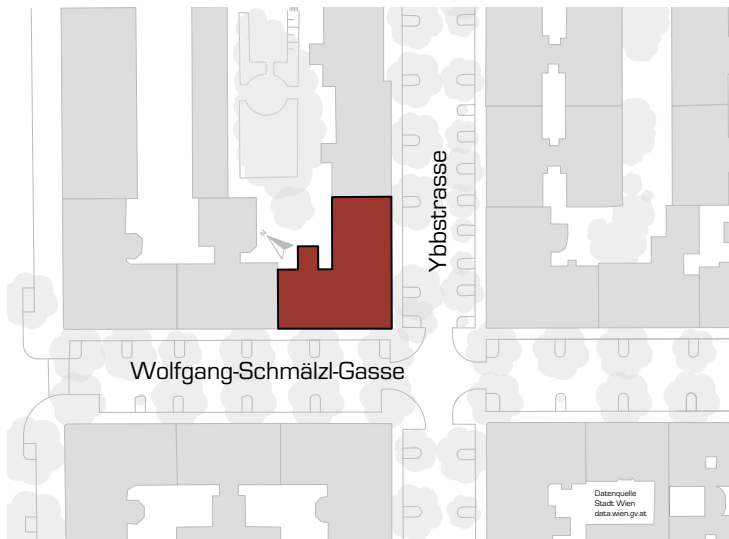 Ybbstrasse
N
Wolfgang-Schmälzl-Gasse
Datenquelle
Stadt Wien
data.wien.gv.at